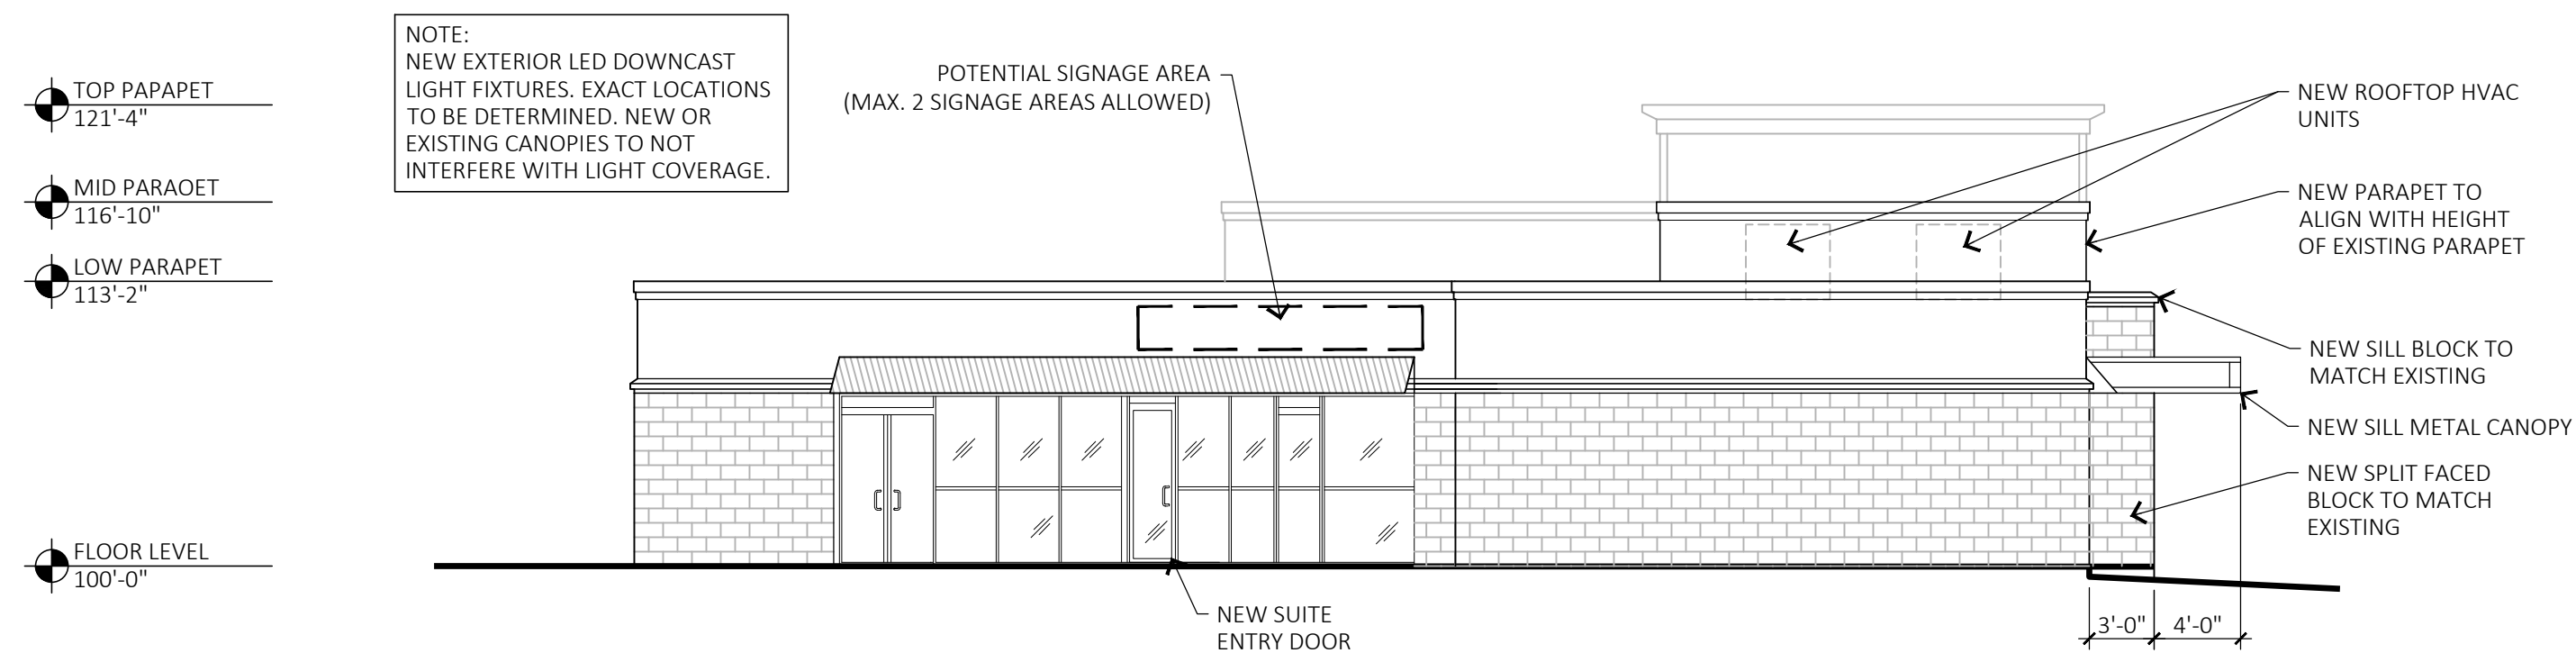 TOP PAPAPET
121'-4"
MID PARAOET
116'-10"
LOW PARAPET
113'-2"
FLOOR LEVEL
100'-0"
NOTE:
NEW EXTERIOR LED DOWNCAST
LIGHT FIXTURES. EXACT LOCATIONS
TO BE DETERMINED. NEW OR
EXISTING CANOPIES TO NOT
INTERFERE WITH LIGHT COVERAGE.
POTENTIAL SIGNAGE AREA
(MAX. 2 SIGNAGE AREAS ALLOWED)
NEW ROOFTOP HVAC
UNITS
NEW PARAPET TO
ALIGN WITH HEIGHT
OF EXISTING PARAPET
NEW SILL BLOCK TO
MATCH EXISTING
NEW SILL METAL CANOPY
NEW SPLIT FACED
BLOCK TO MATCH
EXISTING
NEW SUITE
ENTRY DOOR
3'-0"
4'-0"